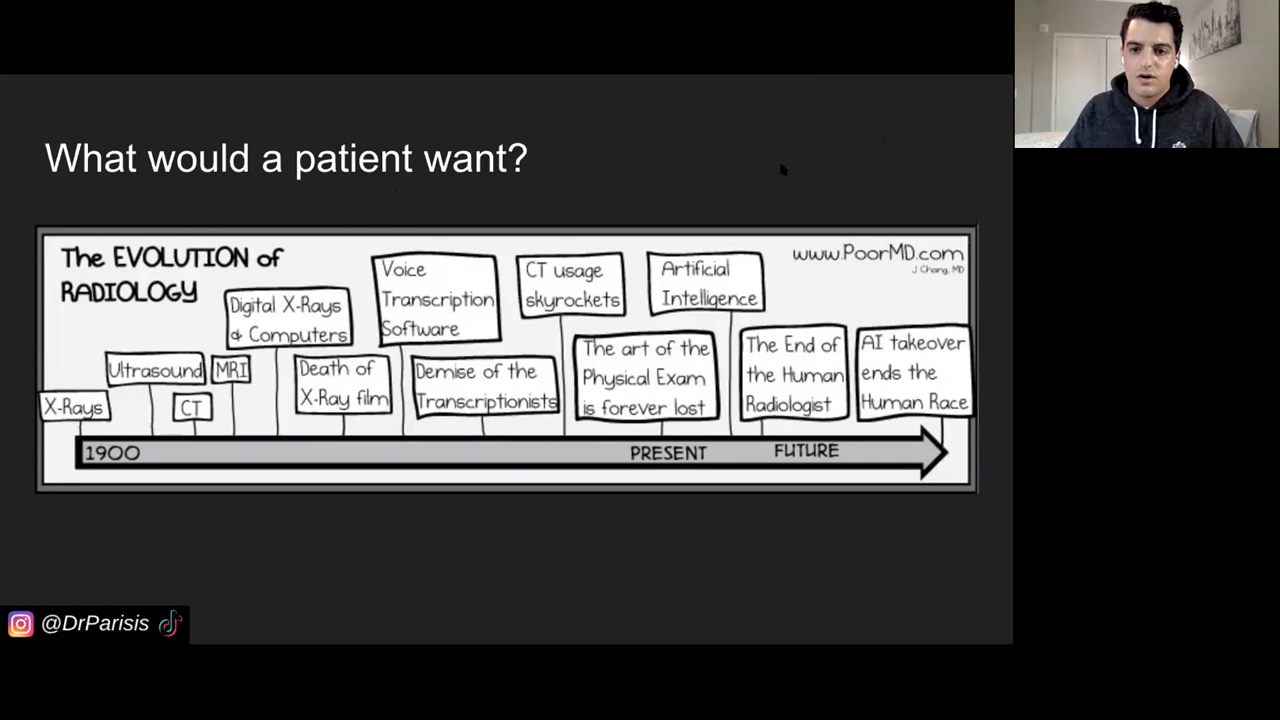 What would a patient want?
The EVOLUTION of
RADIOLOGY
www.PoorMD.com
J Chang, MD
X-Rays
Ultrasound
CT
MRI
Digital X-Rays
& Computers
Death of
X-Ray film
Voice
Transcription
Software
Demise of the
Transcriptionists
CT usage
skyrockets
The art of the
Physical Exam
is forever lost
Artificial
Intelligence
The End of
the Human
Radiologist
AI takeover
ends the
Human Race
1900
PRESENT
FUTURE
@DrParisis